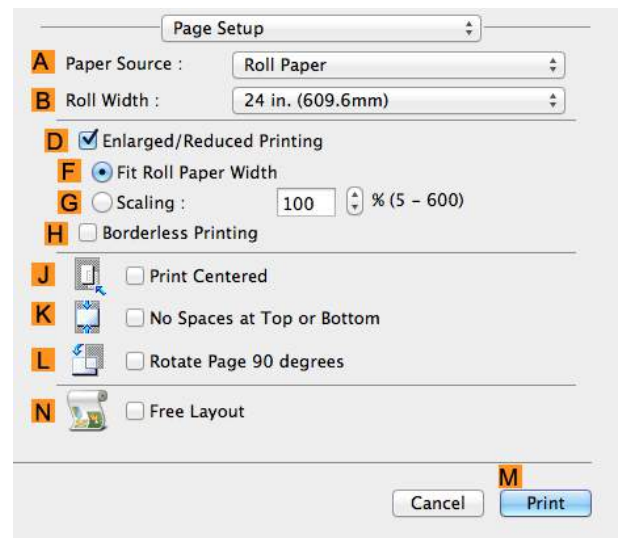 Page Setup
A Paper Source : Roll Paper
B Roll Width : 24 in. (609.6mm)
D Enlarged/Reduced Printing
F Fit Roll Paper Width
G Scaling : 100 % (5 – 600)
H Borderless Printing
J Print Centered
K No Spaces at Top or Bottom
L Rotate Page 90 degrees
N Free Layout
M
Cancel Print